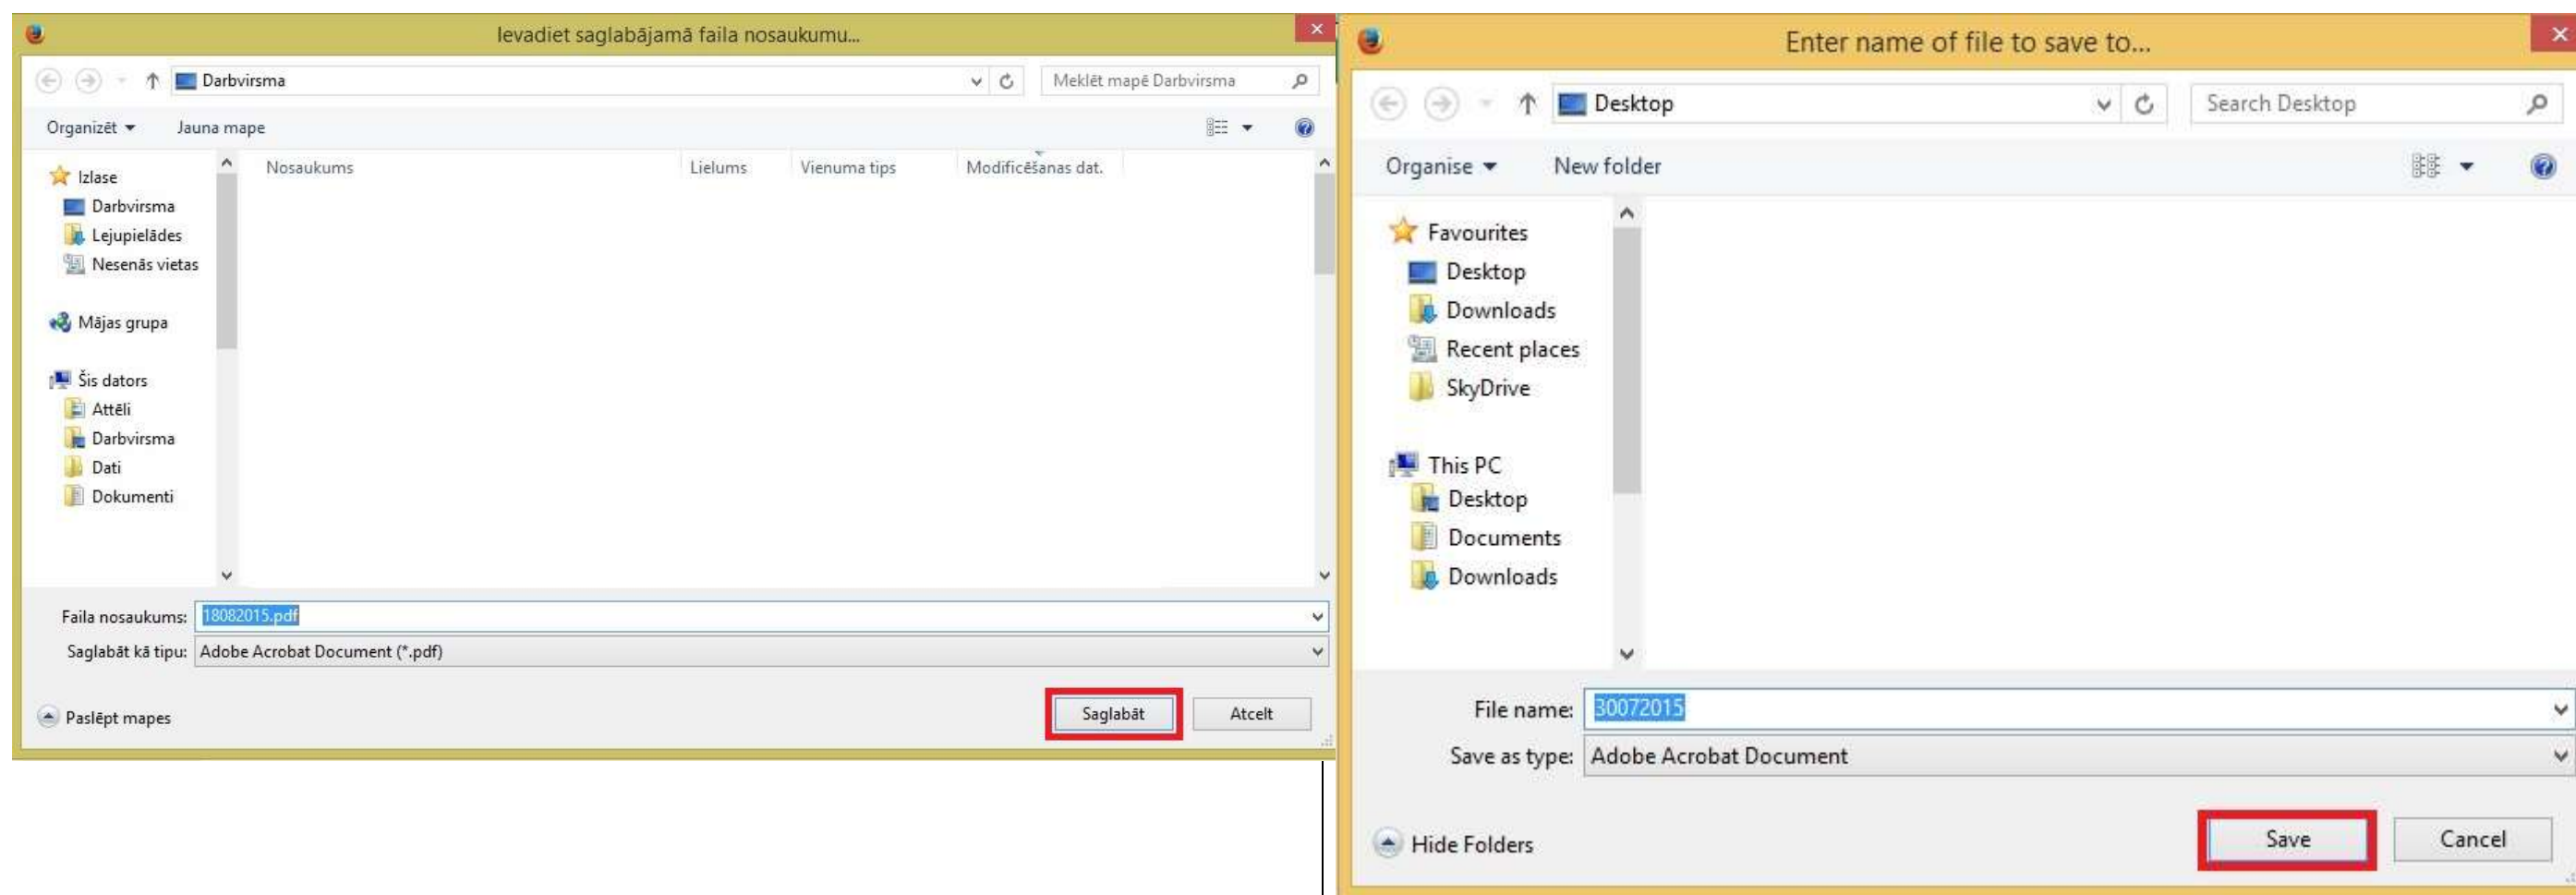 Ievadiet saglabājamā faila nosaukumu...
Darbvirsma
Meklēt mapē Darbvirsma
Organizēt
Jauna mape
Nosaukums
Lielums
Vienuma tips
Modificēšanas dat.
Izlase
Darbvirsma
Lejupielādes
Nesenās vietas
Mājas grupa
Šis dators
Attēli
Darbvirsma
Dati
Dokumenti
Faila nosaukums: 18082015.pdf
Saglabāt kā tipu: Adobe Acrobat Document (*.pdf)
Paslēpt mapes
Saglabāt
Atcelt
Enter name of file to save to...
Desktop
Search Desktop
Organise
New folder
Favourites
Desktop
Downloads
Recent places
SkyDrive
This PC
Desktop
Documents
Downloads
File name: 30072015
Save as type: Adobe Acrobat Document
Hide Folders
Save
Cancel